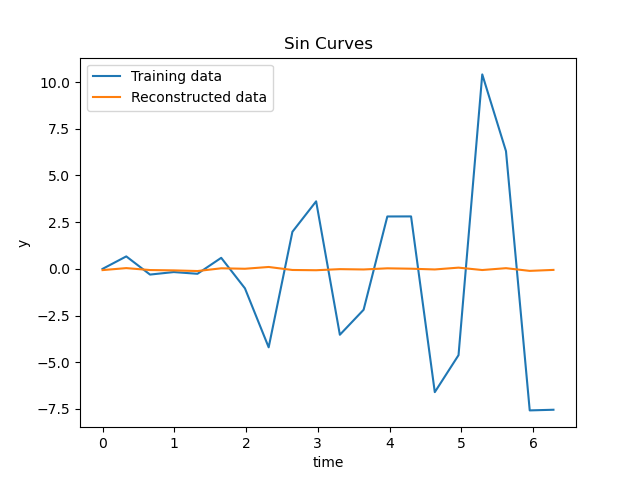 Sin Curves
Training data
Reconstructed data
y
10.0
7.5
5.0
2.5
0.0
−2.5
−5.0
−7.5
0 1 2 3 4 5 6
time